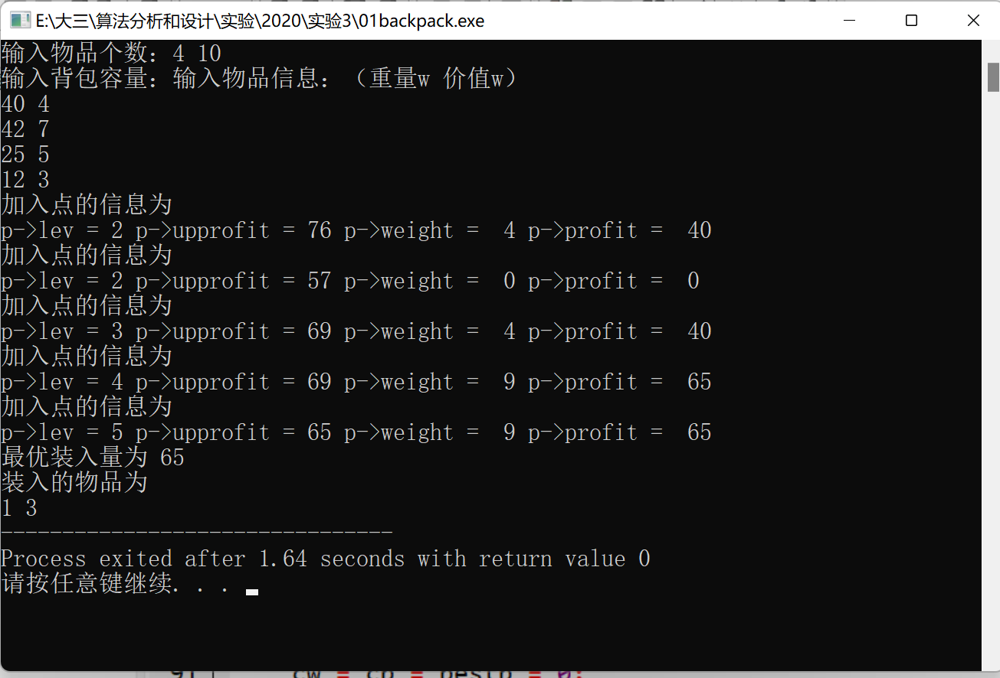 E:\大三\算法分析和设计\实验\2020\实验3\01backpack.exe
输入物品个数：4 10
输入背包容量：输入物品信息：（重量w 价值w）
40 4
42 7
25 5
12 3
加入点的信息为
p->lev = 2 p->upprofit = 76 p->weight =  4 p->profit =  40
加入点的信息为
p->lev = 2 p->upprofit = 57 p->weight =  0 p->profit =  0
加入点的信息为
p->lev = 3 p->upprofit = 69 p->weight =  4 p->profit =  40
加入点的信息为
p->lev = 4 p->upprofit = 69 p->weight =  9 p->profit =  65
加入点的信息为
p->lev = 5 p->upprofit = 65 p->weight =  9 p->profit =  65
最优装入量为 65
装入的物品为
1 3
--------------------------------
Process exited after 1.64 seconds with return value 0
请按任意键继续. . .
cw = cp = bestp = 0;